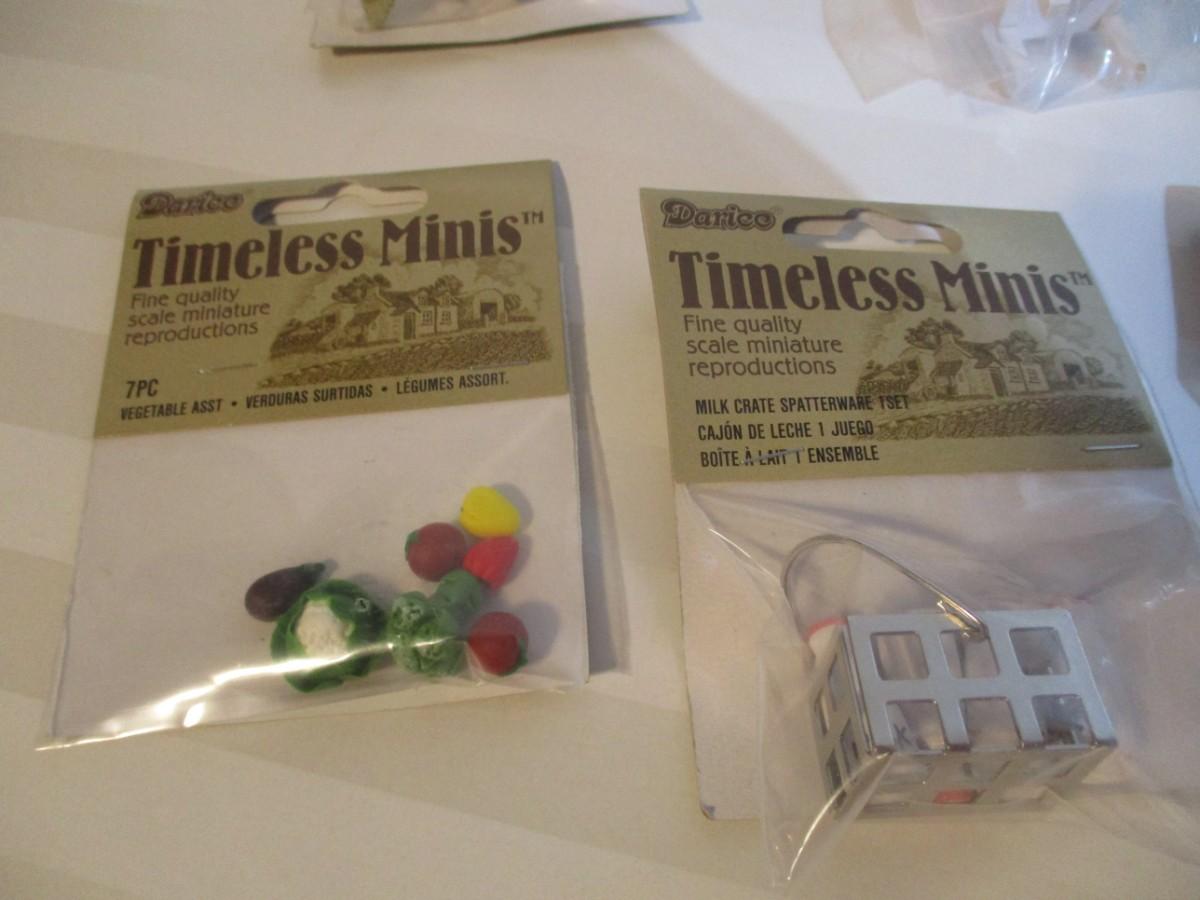 Darice
Timeless Minis™
Fine quality
scale miniature
reproductions
7PC
VEGETABLE ASST • VERDURAS SURTIDAS • LÉGUMES ASSORT.
Darice®
Timeless Minis™
Fine quality
scale miniature
reproductions
MILK CRATE SPATTERWARE 1SET
CAJÓN DE LECHE 1 JUEGO
BOÎTE À LAIT 1 ENSEMBLE